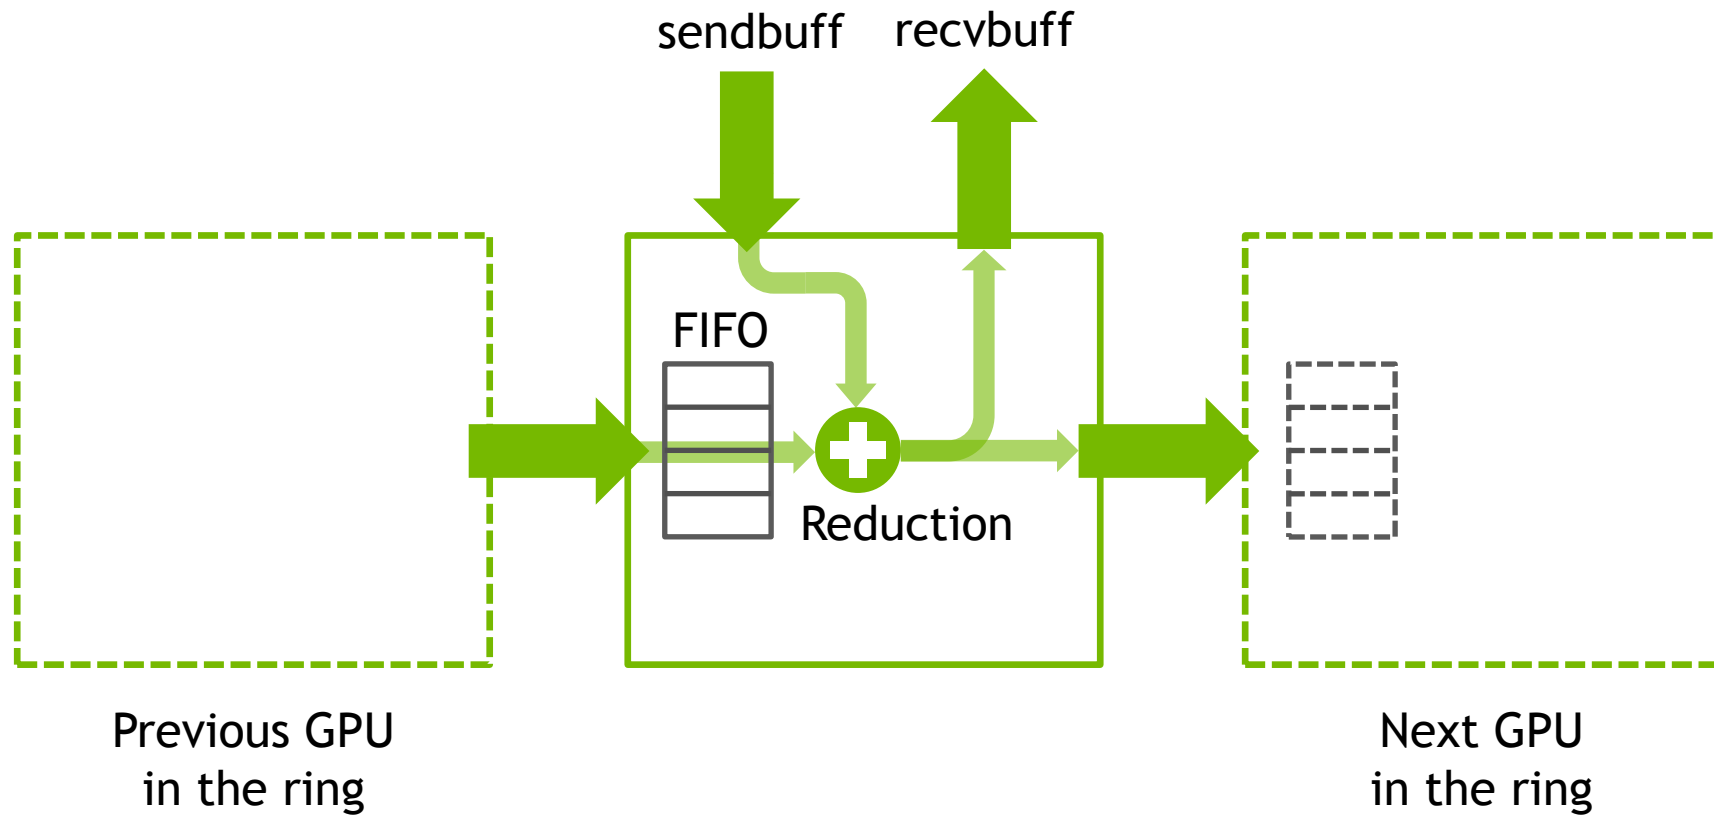 sendbuff
recvbuff
FIFO
Reduction
Previous GPU
in the ring
Next GPU
in the ring